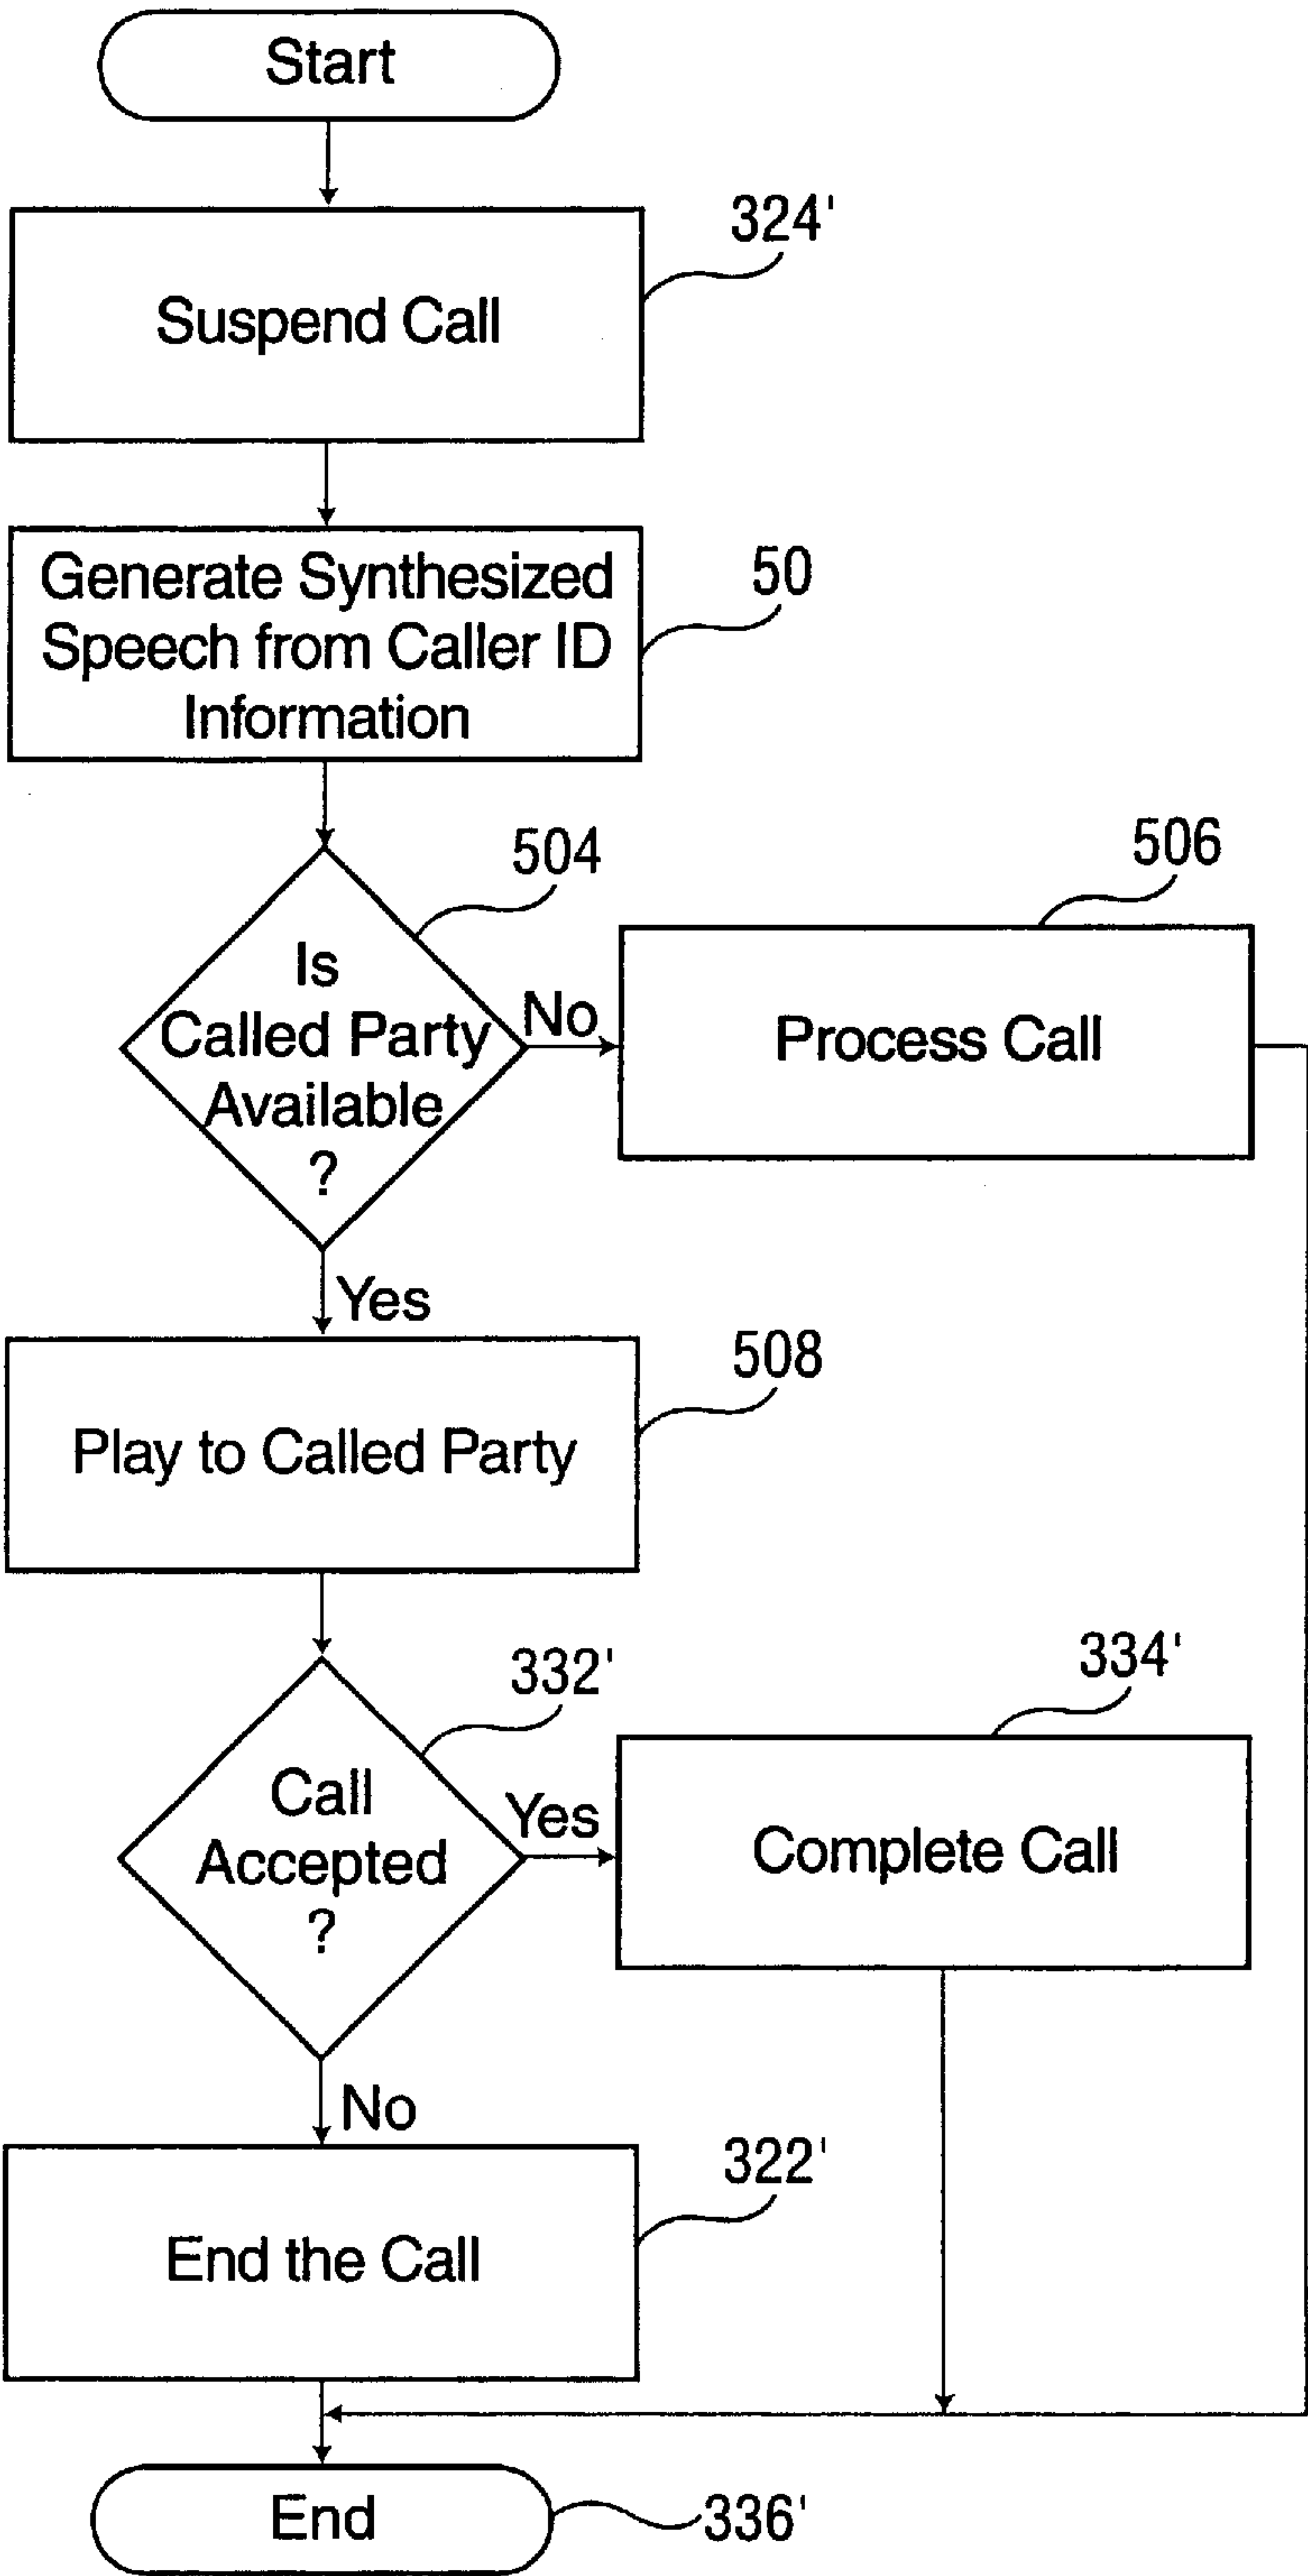 Start
324'
Suspend Call
Generate Synthesized
Speech from Caller ID
Information
50
504
506
Is
Called Party
Available
?
No
Process Call
Yes
508
Play to Called Party
332'
334'
Call
Accepted
?
Yes
Complete Call
No
322'
End the Call
End
336'